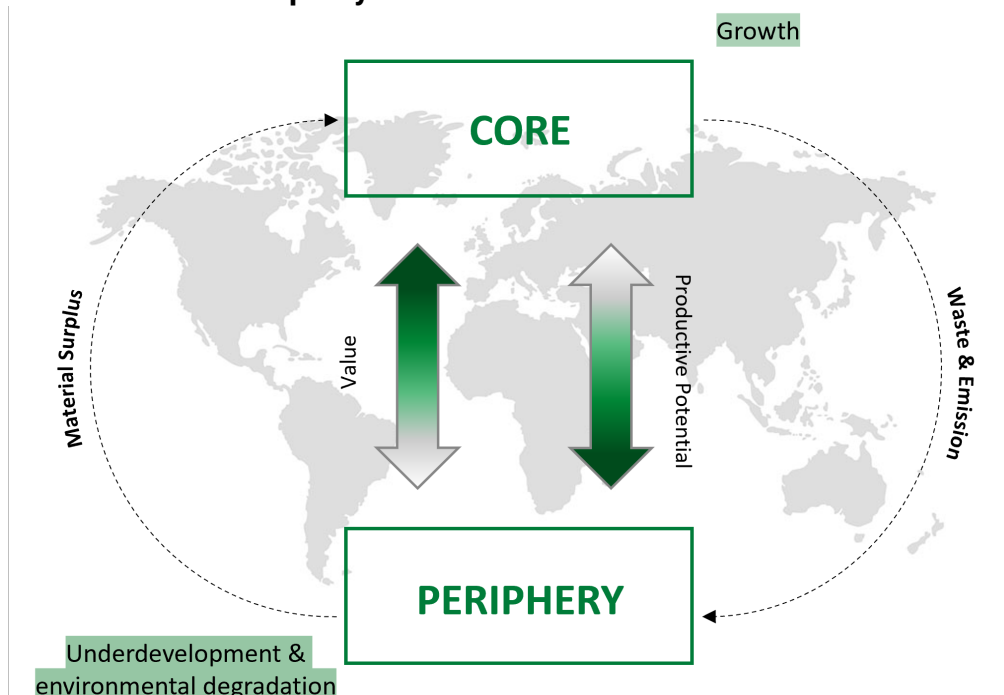 Growth
CORE
Material Surplus
Value
Productive Potential
Waste & Emission
PERIPHERY
Underdevelopment &
environmental degradation